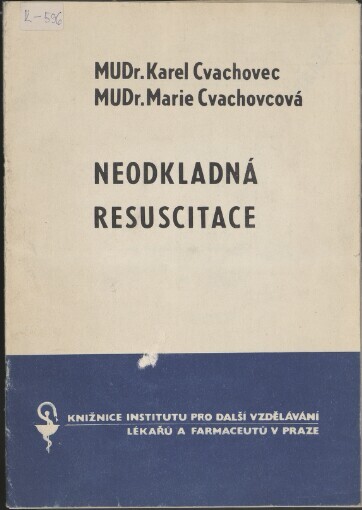 R-596
MUDr. Karel Cvachovec
MUDr. Marie Cvachovcová
NEODKLADNÁ
RESUSCITACE
KNIŽNICE INSTITUTU PRO DALŠÍ VZDĚLÁVÁNÍ
LÉKAŘŮ A FARMACEUTŮ V PRAZE